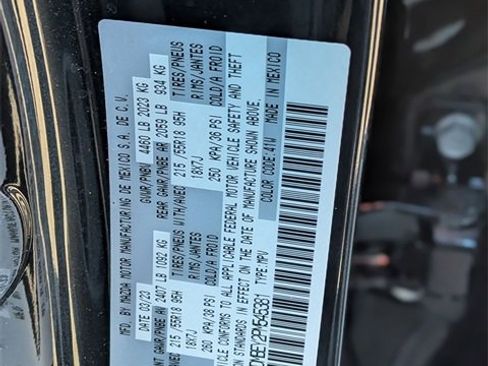 MFD. BY MAZDA MOTOR MANUFACTURING DE MEXICO S.A. DE C.V.
DATE 03/23 GVWR/PNBV 4460 LB 2023 KG
GAWR/PNBE AV 2407 LB 1092 KG REAR GAWR/PNBE AR 2059 LB 934 KG
TIRES/PNEUS WITH/AVEC TIRES/PNEUS
215/55R18 95H 215/55R18 95H
RIMS/JANTES RIMS/JANTES
18X7J 18X7J
COLD/A FROID COLD/A FROID
250 KPA/36 PSI 250 KPA/36 PSI
VEHICLE CONFORMS TO ALL APPLICABLE FEDERAL MOTOR VEHICLE SAFETY AND THEFT
STANDARDS IN EFFECT ON THE DATE OF MANUFACTURE SHOWN ABOVE.
TYPE:MPV COLOR CODE:41W MADE IN MEXICO